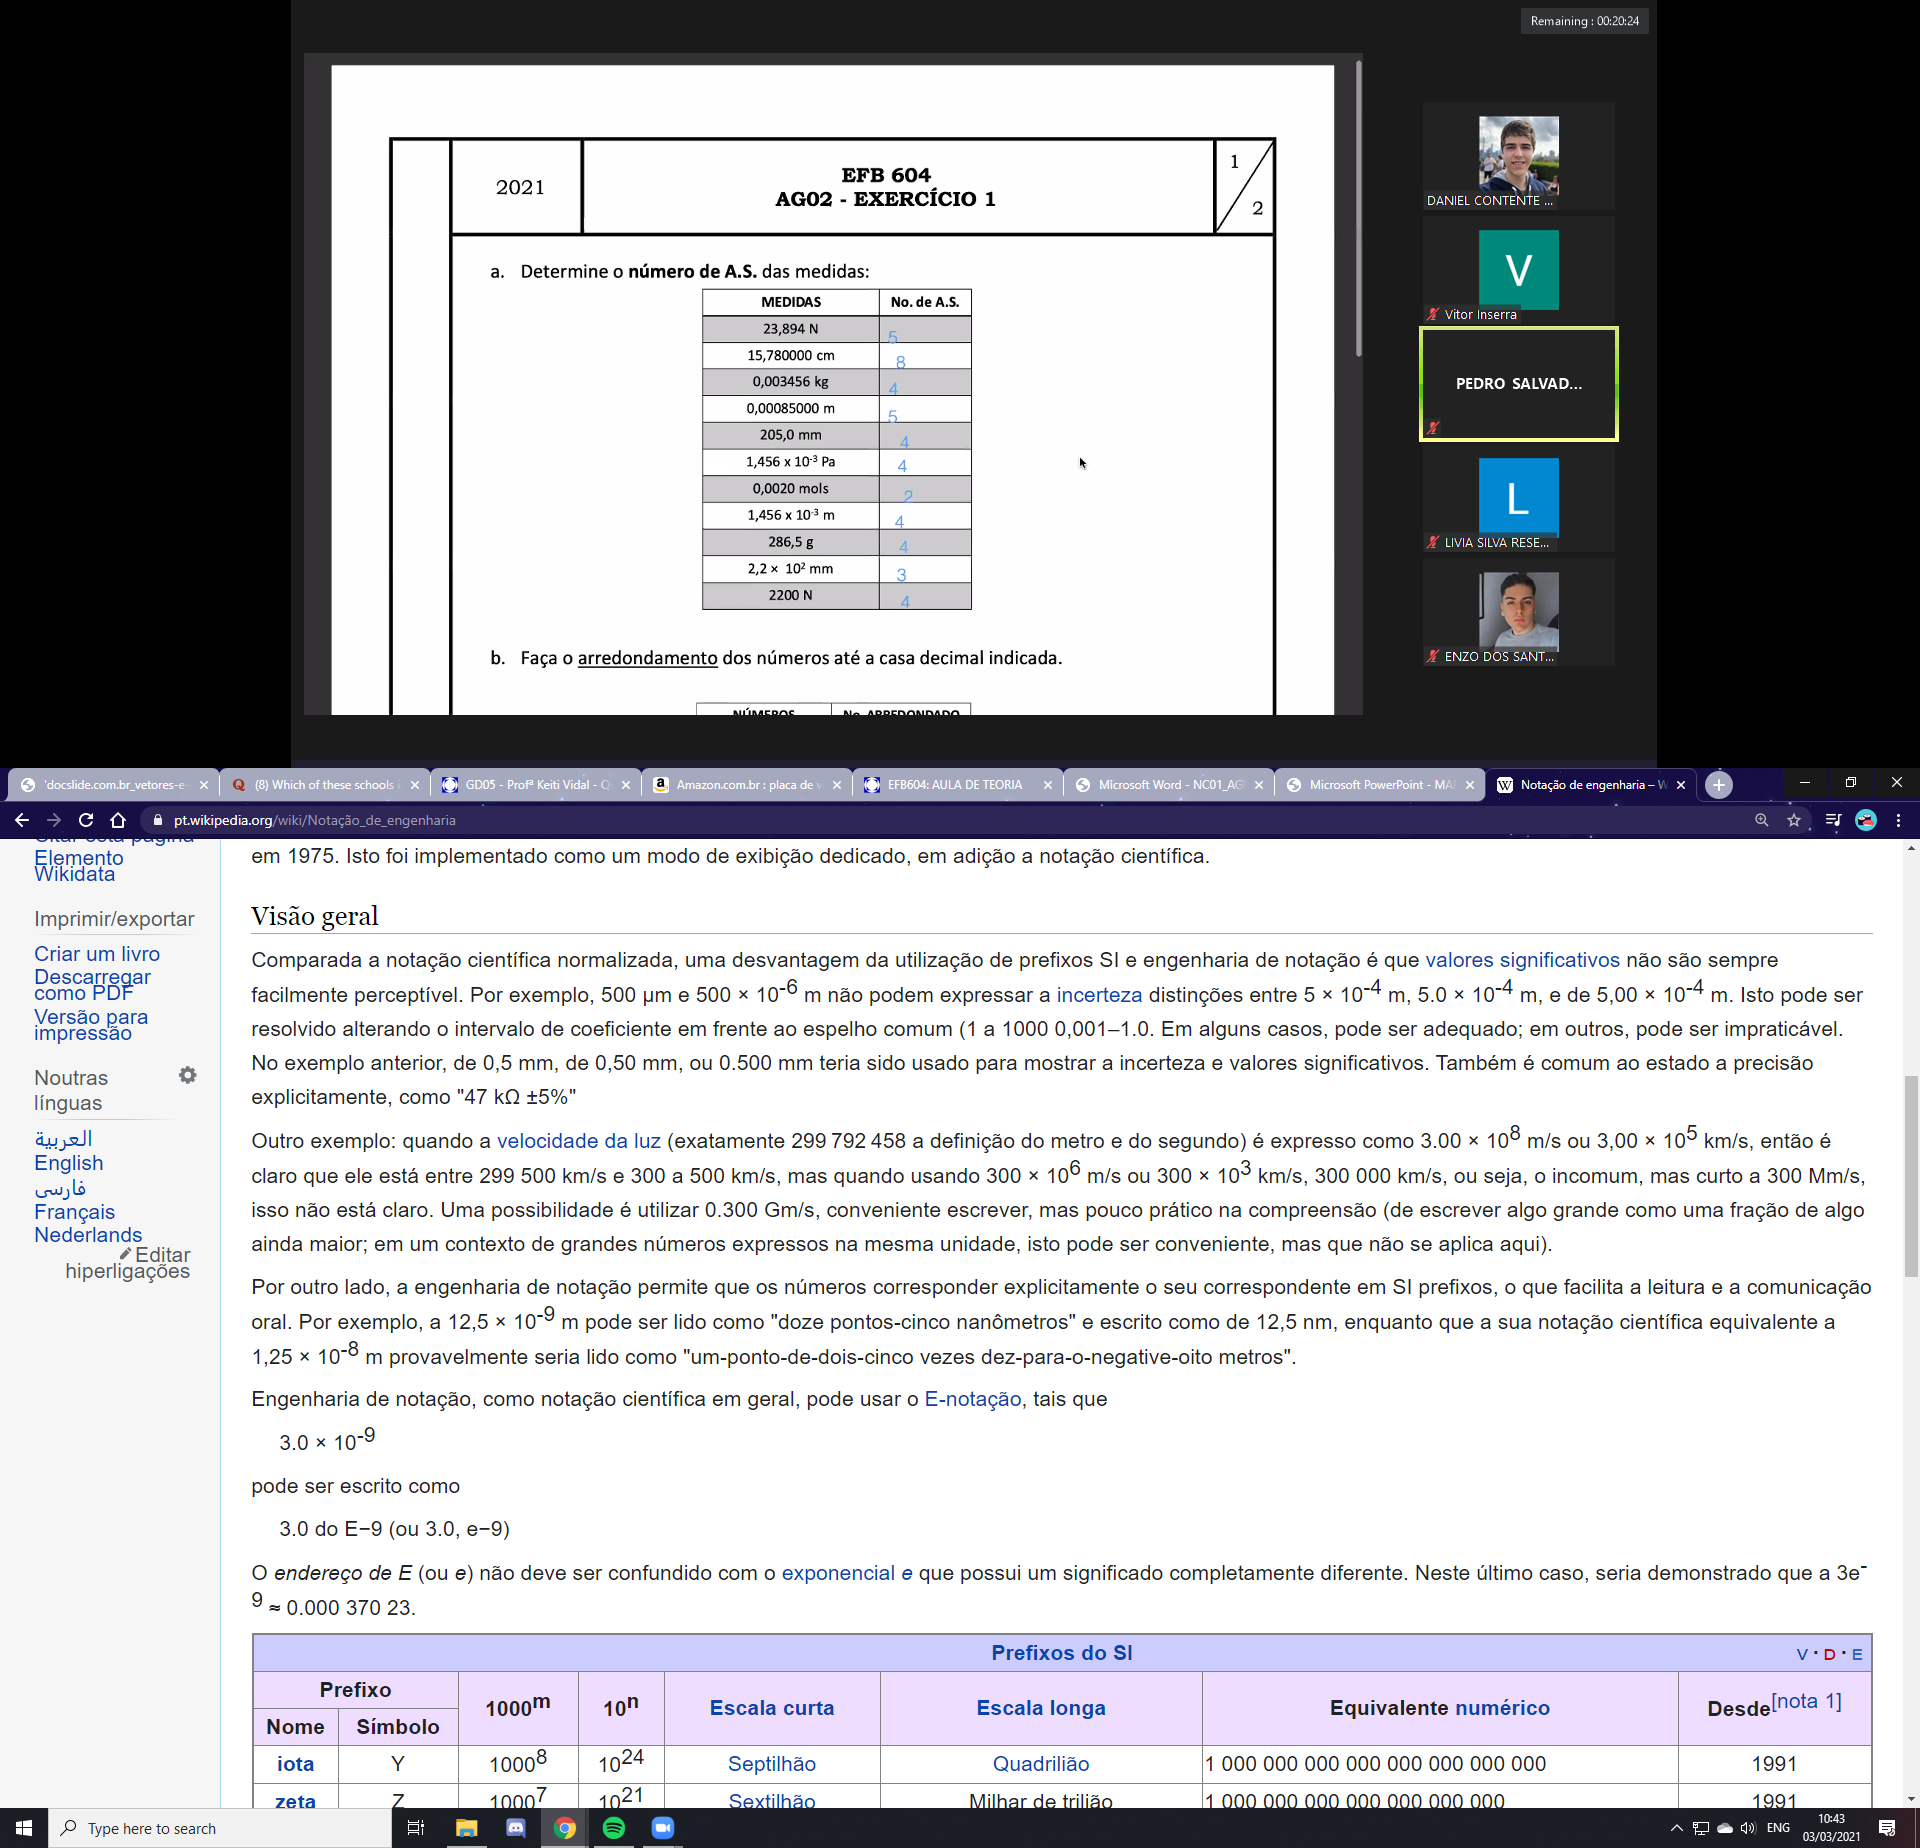 Remaining : 00:20:24
2021
EFB 604
AG02 - EXERCÍCIO 1
1
2
a. Determine o número de A.S. das medidas:
MEDIDAS No. de A.S.
23,894 N 5
15,780000 cm 8
0,003456 kg 4
0,00085000 m 5
205,0 mm 4
1,456 x 10-3 Pa 4
0,0020 mols 2
1,456 x 10-3 m 4
286,5 g 4
2,2 × 10² mm 3
2200 N 4
b. Faça o arredondamento dos números até a casa decimal indicada.
NÚMEROS No. ARREDONDADO
DANIEL CONTENTE ...
V
Vitor Inserra
PEDRO SALVAD...
L
LIVIA SILVA RESE...
ENZO DOS SANT...
'docslide.com.br_vetores-e-
(8) Which of these schools
GD05 - Profª Keiti Vidal - Q
Amazon.com.br : placa de v
EFB604: AULA DE TEORIA
Microsoft Word - NC01_AG
Microsoft PowerPoint - MA
Notação de engenharia – W
pt.wikipedia.org/wiki/Notação_de_engenharia
Citar esta página
Elemento
Wikidata
Imprimir/exportar
Criar um livro
Descarregar
como PDF
Versão para
impressão
Noutras
línguas
العربية
English
فارسی
Français
Nederlands
Editar
hiperligações
em 1975. Isto foi implementado como um modo de exibição dedicado, em adição a notação científica.
Visão geral
Comparada a notação científica normalizada, uma desvantagem da utilização de prefixos SI e engenharia de notação é que valores significativos não são sempre
facilmente perceptível. Por exemplo, 500 μm e 500 × 10-6 m não podem expressar a incerteza distinções entre 5 × 10-4 m, 5.0 × 10-4 m, e de 5,00 × 10-4 m. Isto pode ser
resolvido alterando o intervalo de coeficiente em frente ao espelho comum (1 a 1000 0,001–1.0. Em alguns casos, pode ser adequado; em outros, pode ser impraticável.
No exemplo anterior, de 0,5 mm, de 0,50 mm, ou 0.500 mm teria sido usado para mostrar a incerteza e valores significativos. Também é comum ao estado a precisão
explicitamente, como "47 kΩ ±5%"
Outro exemplo: quando a velocidade da luz (exatamente 299 792 458 a definição do metro e do segundo) é expresso como 3.00 × 10⁸ m/s ou 3,00 × 10⁵ km/s, então é
claro que ele está entre 299 500 km/s e 300 a 500 km/s, mas quando usando 300 × 10⁶ m/s ou 300 × 10³ km/s, 300 000 km/s, ou seja, o incomum, mas curto a 300 Mm/s,
isso não está claro. Uma possibilidade é utilizar 0.300 Gm/s, conveniente escrever, mas pouco prático na compreensão (de escrever algo grande como uma fração de algo
ainda maior; em um contexto de grandes números expressos na mesma unidade, isto pode ser conveniente, mas que não se aplica aqui).
Por outro lado, a engenharia de notação permite que os números corresponder explicitamente o seu correspondente em SI prefixos, o que facilita a leitura e a comunicação
oral. Por exemplo, a 12,5 × 10-9 m pode ser lido como "doze pontos-cinco nanômetros" e escrito como de 12,5 nm, enquanto que a sua notação científica equivalente a
1,25 × 10-8 m provavelmente seria lido como "um-ponto-de-dois-cinco vezes dez-para-o-negative-oito metros".
Engenharia de notação, como notação científica em geral, pode usar o E-notação, tais que
3.0 × 10-9
pode ser escrito como
3.0 do E−9 (ou 3.0, e−9)
O endereço de E (ou e) não deve ser confundido com o exponencial e que possui um significado completamente diferente. Neste último caso, seria demonstrado que a 3e-
9 ≈ 0.000 370 23.
Prefixos do SI V · D · E
Prefixo 1000m 10n Escala curta Escala longa Equivalente numérico Desde[nota 1]
Nome Símbolo
iota Y 1000⁸ 10²⁴ Septilhão Quadrilião 1 000 000 000 000 000 000 000 000 1991
zeta Z 1000⁷ 10²¹ Sextilhão Milhar de trilião 1 000 000 000 000 000 000 000 1991
Type here to search
ENG
10:43
03/03/2021